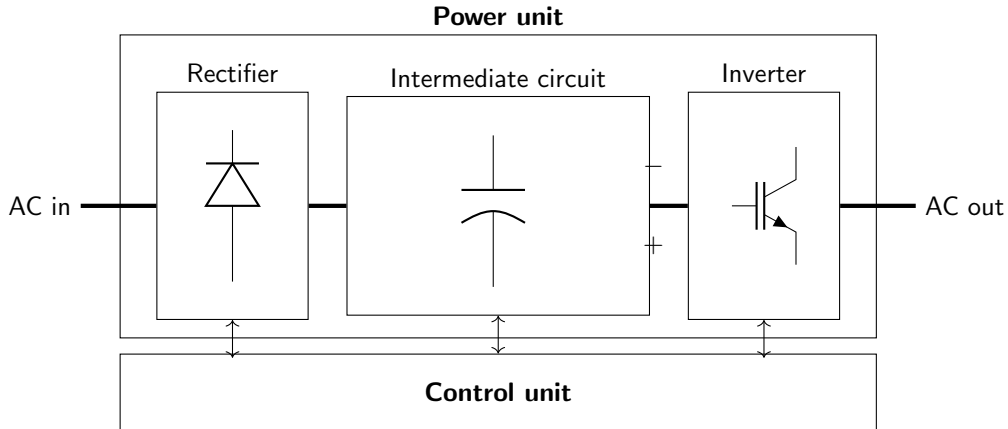 Power unit
Rectifier
Intermediate circuit
Inverter
−
AC in
AC out
+
Control unit